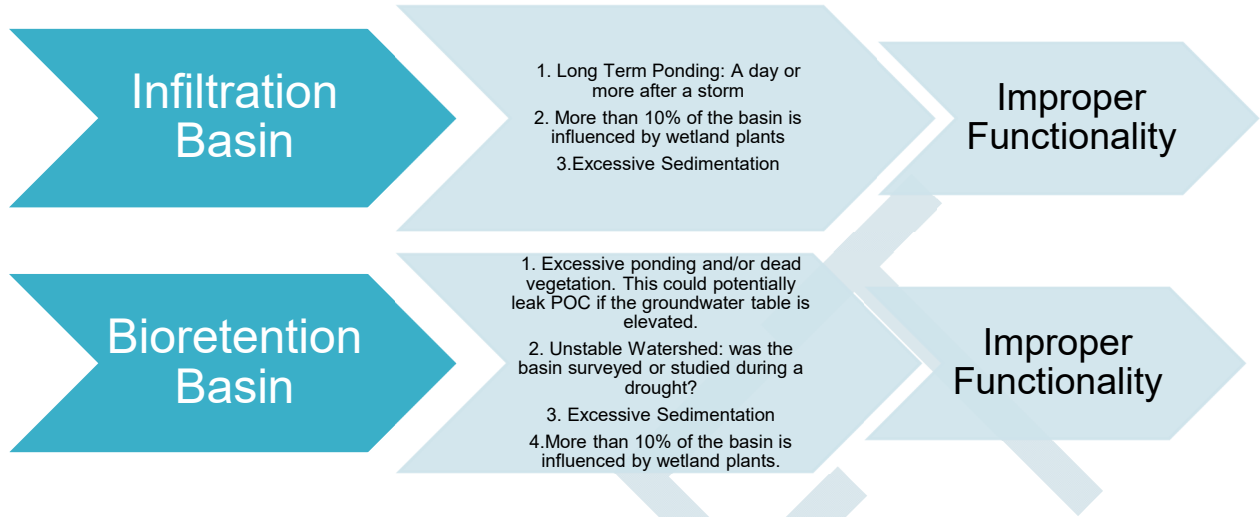 Infiltration
Basin
1. Long Term Ponding: A day or
more after a storm
2. More than 10% of the basin is
influenced by wetland plants
3.Excessive Sedimentation
Improper
Functionality
Bioretention
Basin
1. Excessive ponding and/or dead
vegetation. This could potentially
leak POC if the groundwater table is
elevated.
2. Unstable Watershed: was the
basin surveyed or studied during a
drought?
3. Excessive Sedimentation
4.More than 10% of the basin is
influenced by wetland plants.
Improper
Functionality